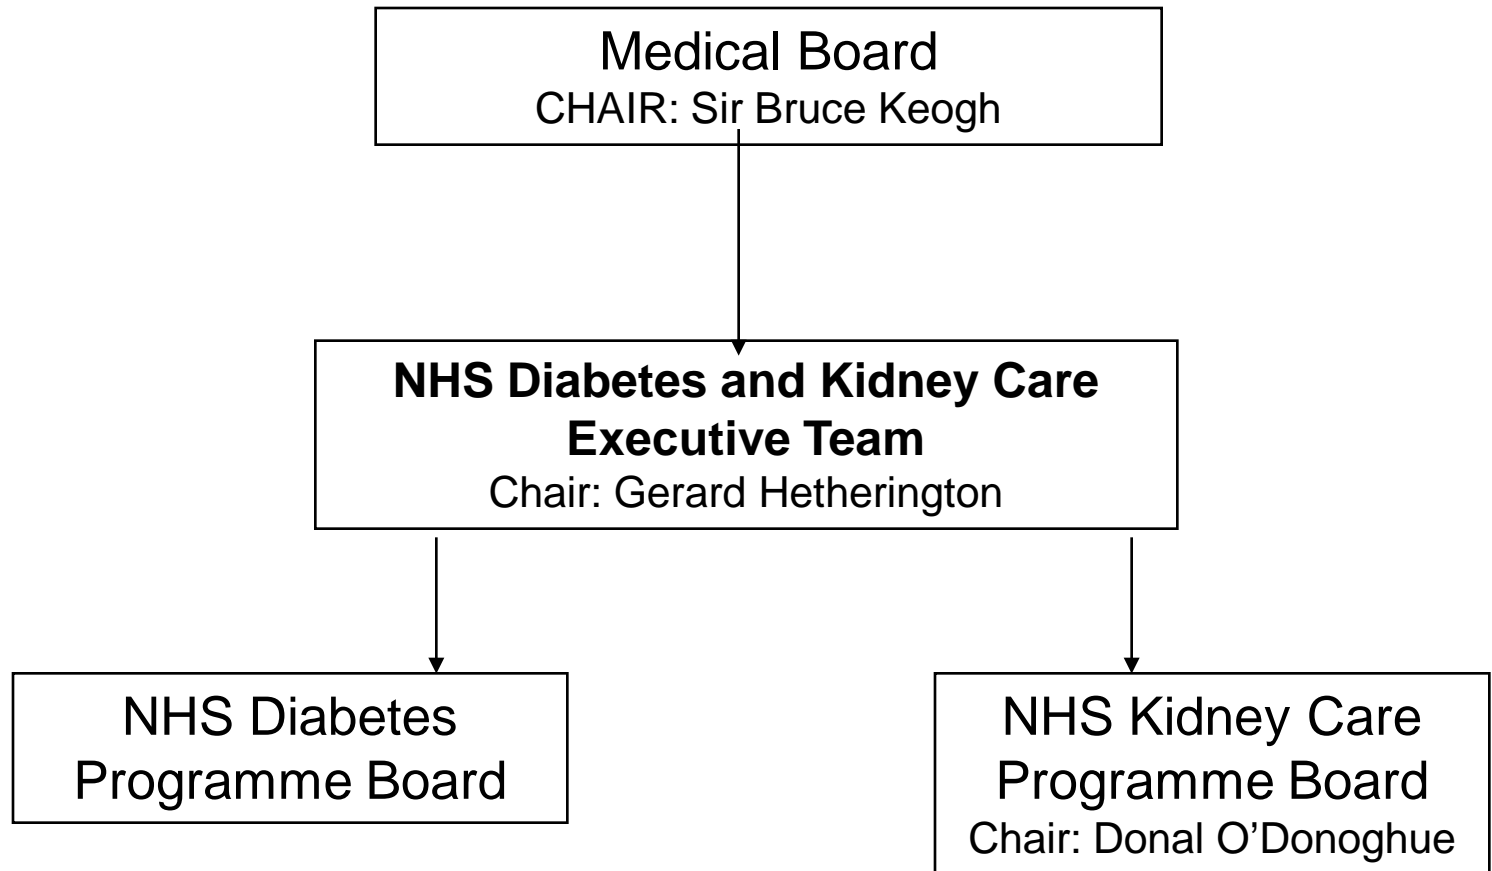 Medical Board
CHAIR: Sir Bruce Keogh
NHS Diabetes and Kidney Care
Executive Team
Chair: Gerard Hetherington
NHS Diabetes
Programme Board
NHS Kidney Care
Programme Board
Chair: Donal O’Donoghue